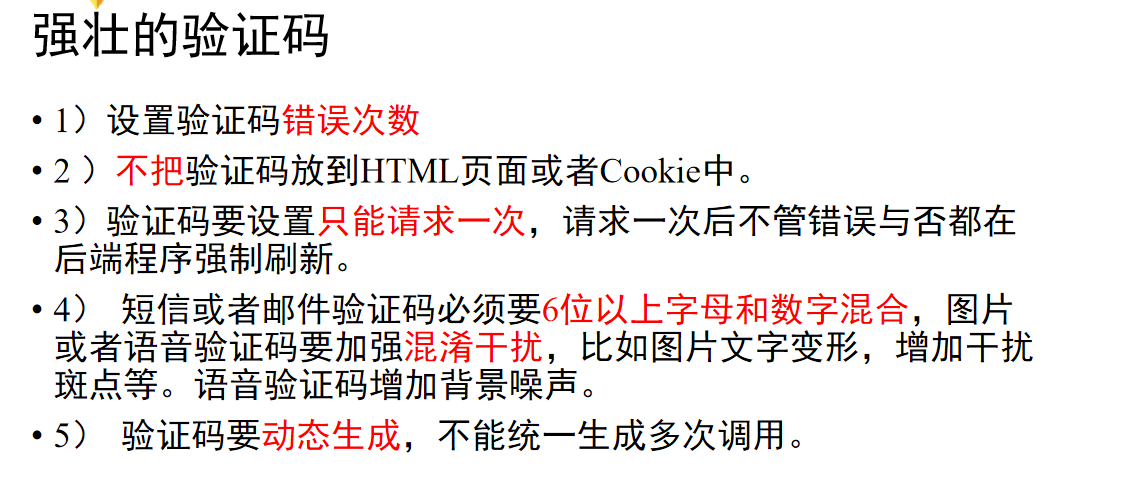 强壮的验证码
• 1）设置验证码错误次数
• 2 ）不把验证码放到HTML页面或者Cookie中。
• 3）验证码要设置只能请求一次，请求一次后不管错误与否都在
后端程序强制刷新。
• 4） 短信或者邮件验证码必须要6位以上字母和数字混合，图片
或者语音验证码要加强混淆干扰，比如图片文字变形，增加干扰
斑点等。语音验证码增加背景噪声。
• 5） 验证码要动态生成，不能统一生成多次调用。